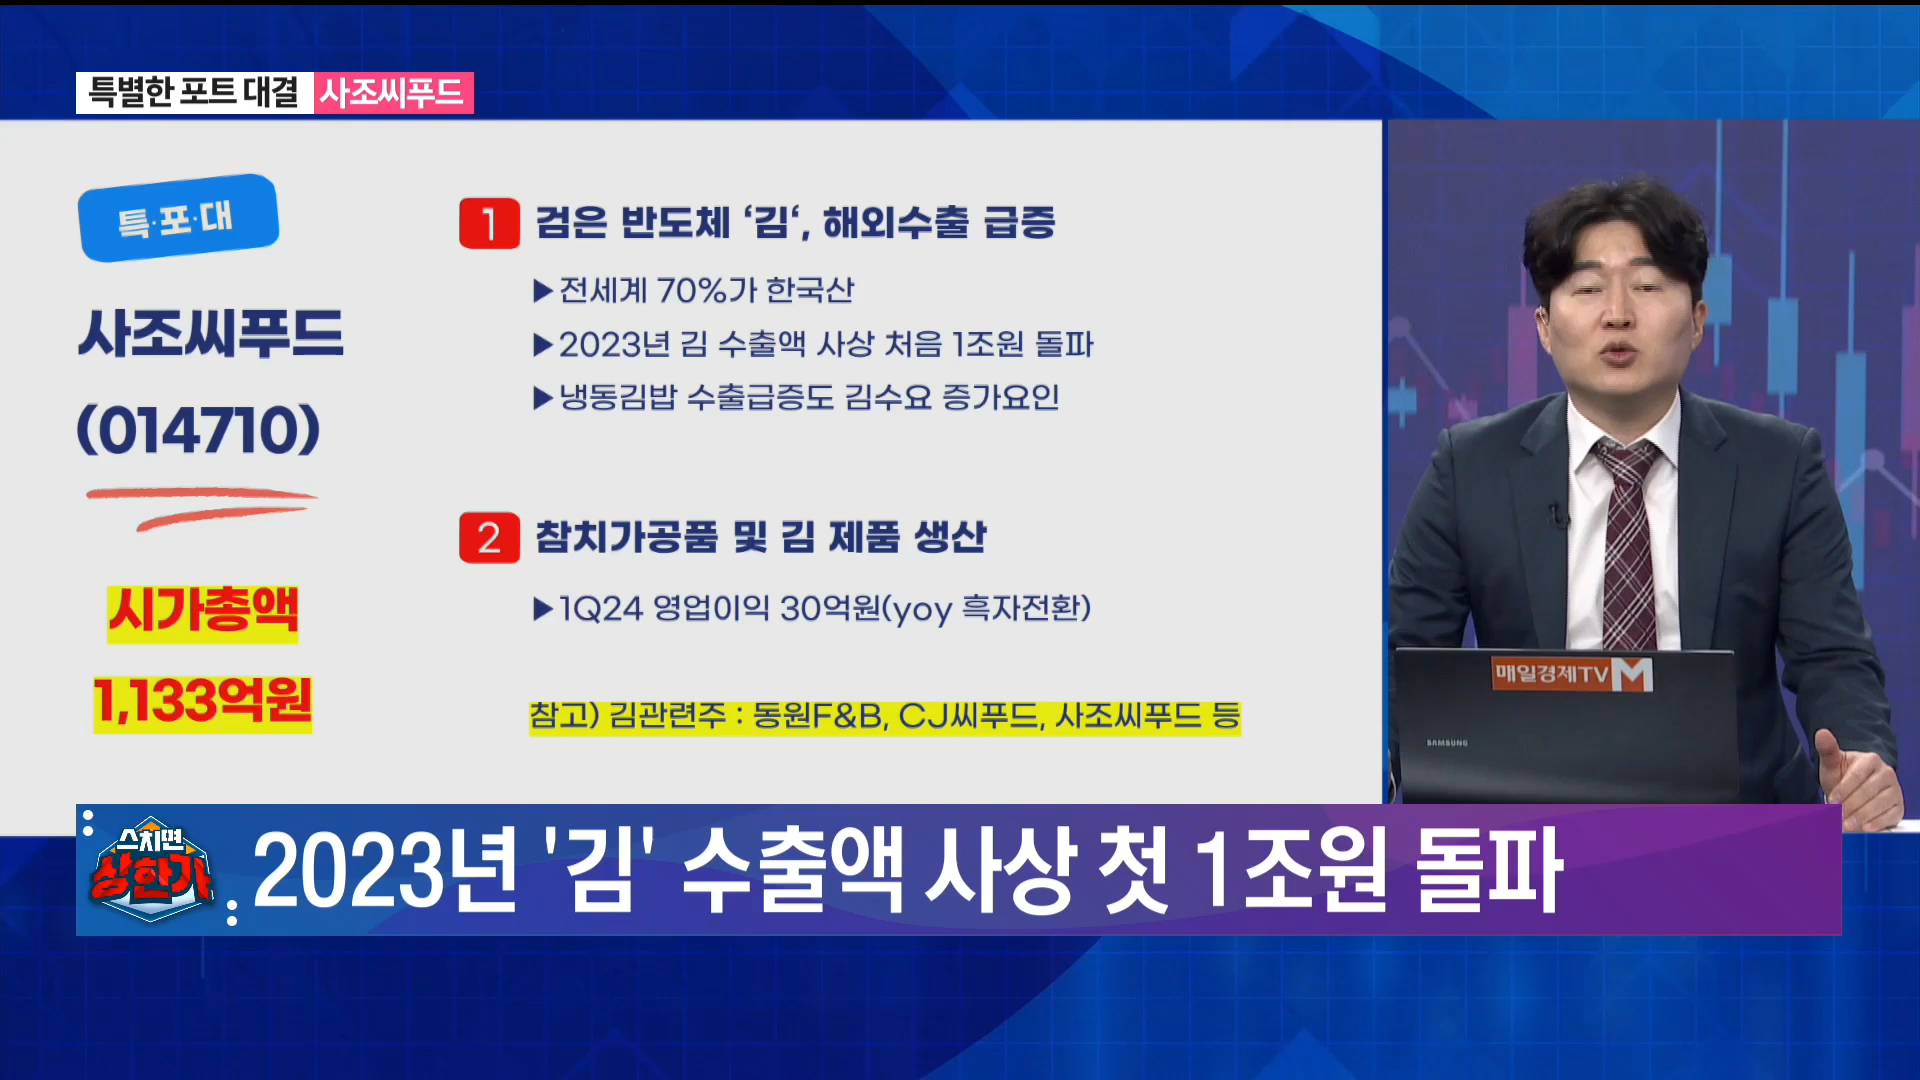 특별한 포트 대결 사조씨푸드
특·포·대
사조씨푸드
(014710)
시가총액
1,133억원
1 검은 반도체 ‘김‘, 해외수출 급증
▶전세계 70%가 한국산
▶2023년 김 수출액 사상 처음 1조원 돌파
▶냉동김밥 수출급증도 김수요 증가요인
2 참치가공품 및 김 제품 생산
▶1Q24 영업이익 30억원(yoy 흑자전환)
참고) 김관련주 : 동원F&B, CJ씨푸드, 사조씨푸드 등
매일경제TV M
SAMSUNG
스치면
상한가
2023년 '김' 수출액 사상 첫 1조원 돌파